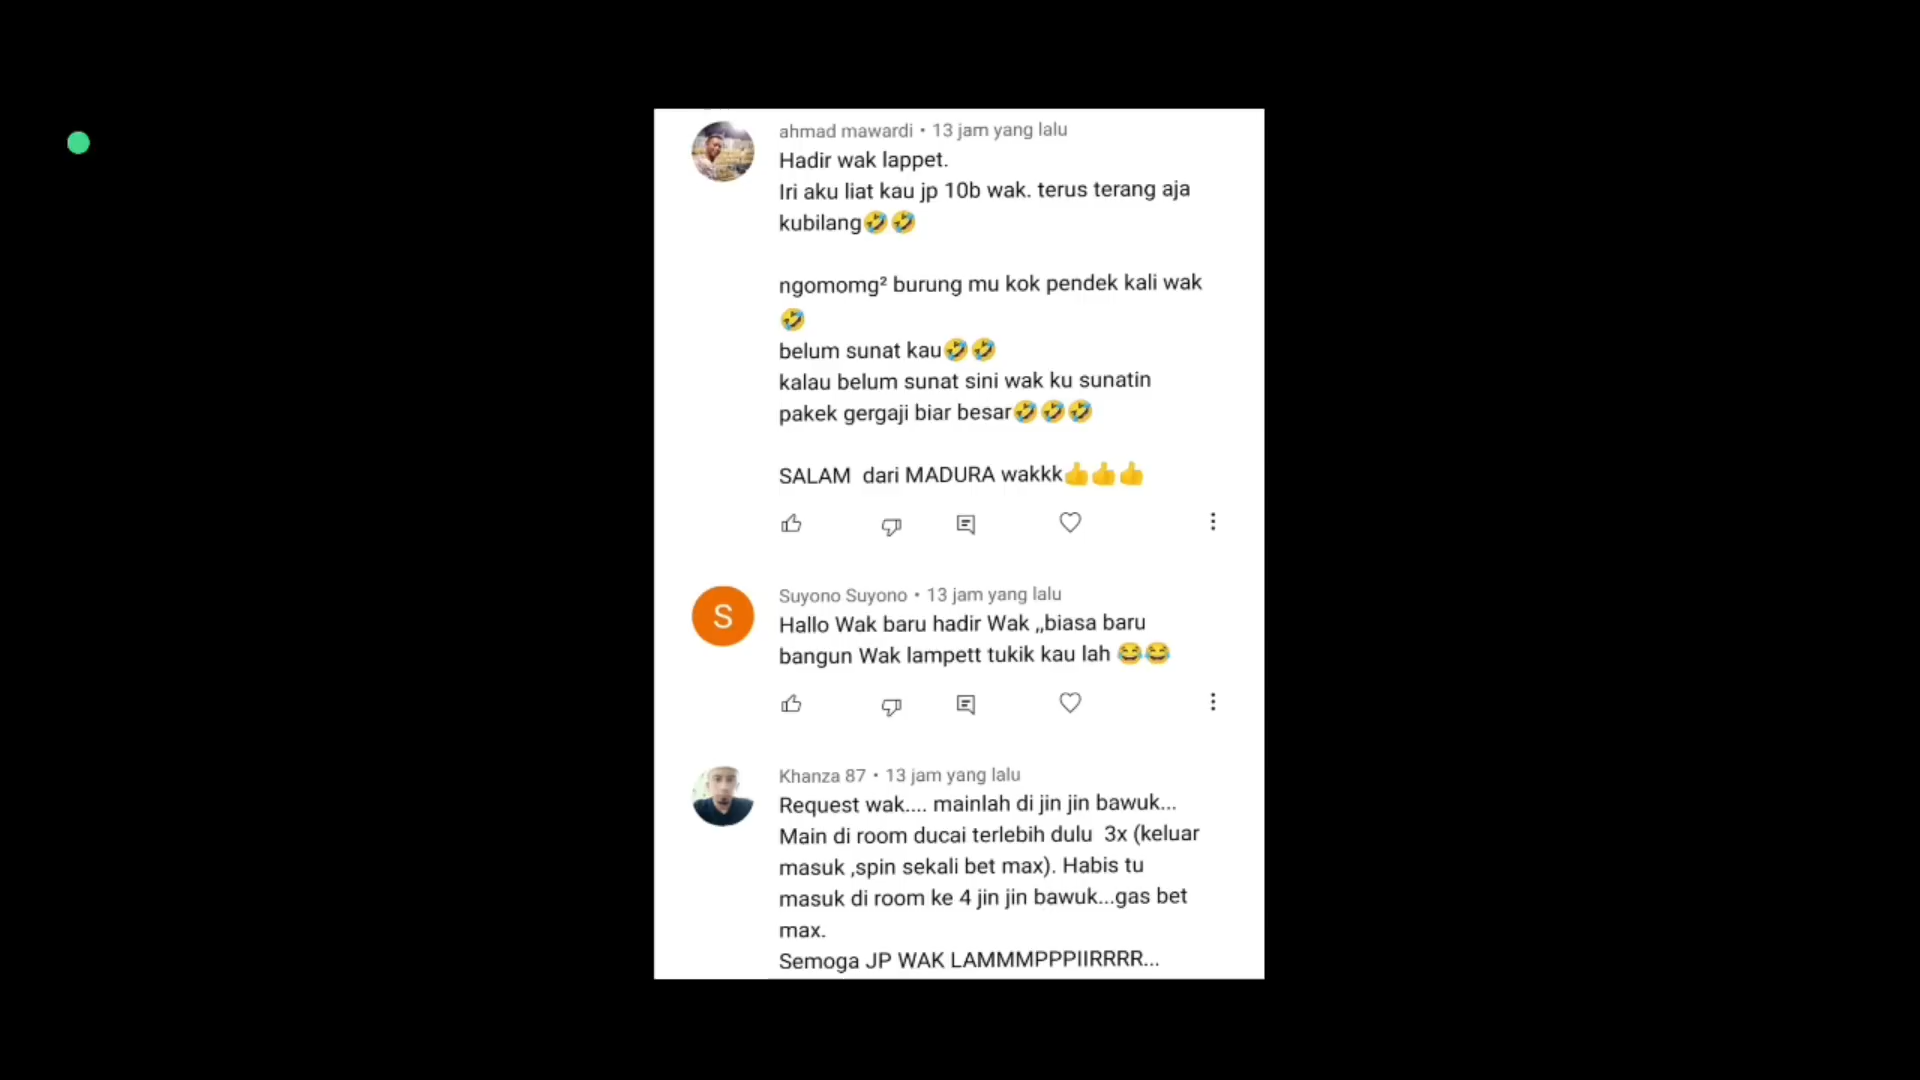 ahmad mawardi • 13 jam yang lalu
Hadir wak lappet.
Iri aku liat kau jp 10b wak. terus terang aja
kubilang🤣🤣
ngomomg² burung mu kok pendek kali wak
🤣
belum sunat kau🤣🤣
kalau belum sunat sini wak ku sunatin
pakek gergaji biar besar🤣🤣🤣
SALAM dari MADURA wakkk👍👍👍
S
Suyono Suyono • 13 jam yang lalu
Hallo Wak baru hadir Wak ,,biasa baru
bangun Wak lampett tukik kau lah 😂😂
Khanza 87 • 13 jam yang lalu
Request wak.... mainlah di jin jin bawuk...
Main di room ducai terlebih dulu 3x (keluar
masuk ,spin sekali bet max). Habis tu
masuk di room ke 4 jin jin bawuk...gas bet
max.
Semoga JP WAK LAMMMPPPIIRRRR...